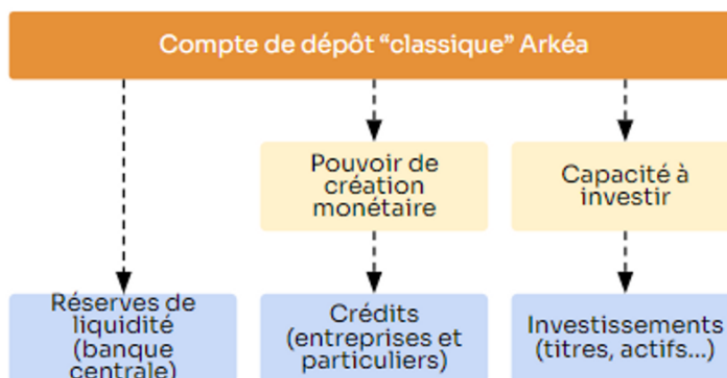 Compte de dépôt “classique” Arkéa
Pouvoir de
création
monétaire
Capacité à
investir
Réserves de
liquidité
(banque
centrale)
Crédits
(entreprises et
particuliers)
Investissements
(titres, actifs...)